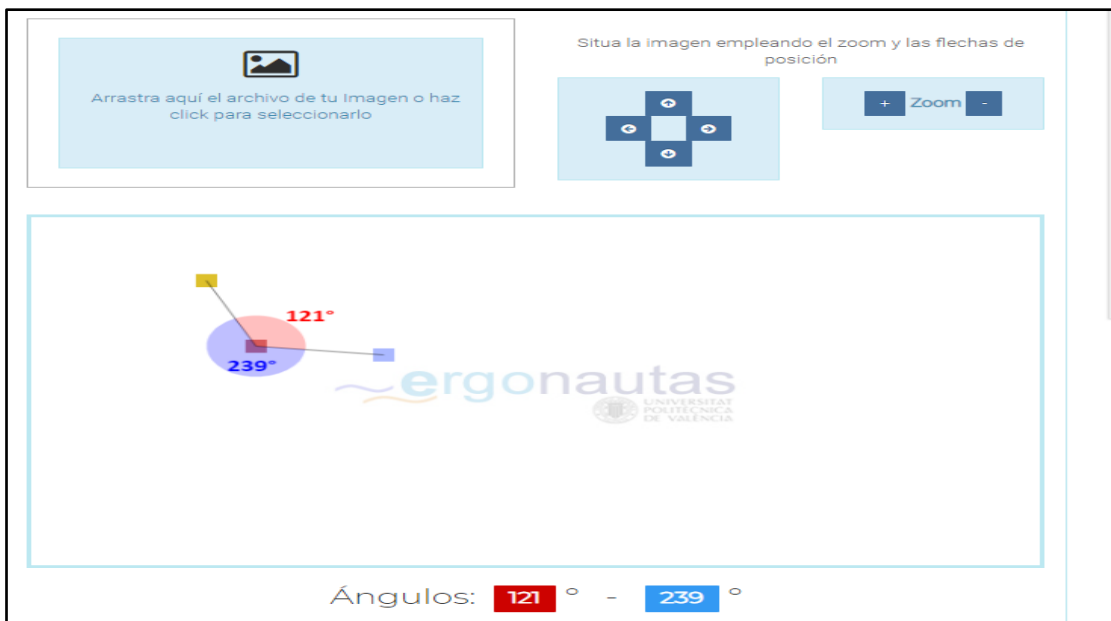 Arrastra aquí el archivo de tu Imagen o haz
click para seleccionarlo
Situa la imagen empleando el zoom y las flechas de
posición
+ Zoom -
121°
239°
ergonautas
UNIVERSITAT
POLITÈCNICA
DE VALÈNCIA
Ángulos: 121 ° - 239 °